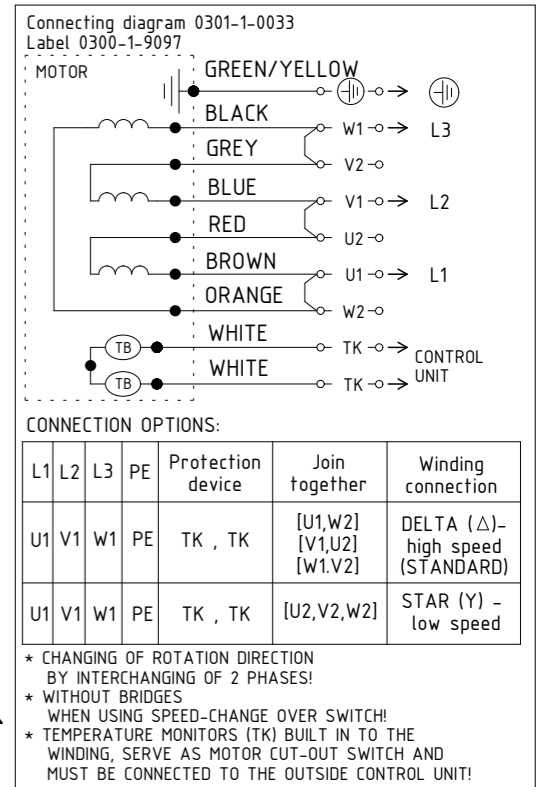 Connecting diagram 0301-1-0033
Label 0300-1-9097
MOTOR
GREEN/YELLOW
BLACK
W1
L3
GREY
V2
BLUE
V1
L2
RED
U2
BROWN
U1
L1
ORANGE
W2
TB
WHITE
TK
CONTROL
UNIT
TB
WHITE
TK
CONNECTION OPTIONS:
L1 L2 L3 PE Protection device Join together Winding connection
U1 V1 W1 PE TK , TK [U1,W2] [V1,U2] [W1.V2] DELTA (△)- high speed (STANDARD)
U1 V1 W1 PE TK , TK [U2,V2,W2] STAR (Y) - low speed
* CHANGING OF ROTATION DIRECTION
BY INTERCHANGING OF 2 PHASES!
* WITHOUT BRIDGES
WHEN USING SPEED-CHANGE OVER SWITCH!
* TEMPERATURE MONITORS (TK) BUILT IN TO THE
WINDING, SERVE AS MOTOR CUT-OUT SWITCH AND
MUST BE CONNECTED TO THE OUTSIDE CONTROL UNIT!